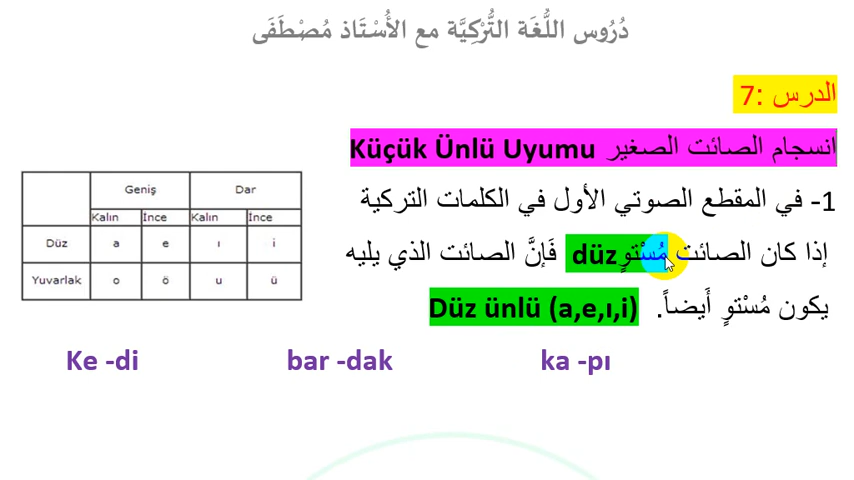 دُرُوس اللُّغَة التُّرْكِيَّة مع الأُسْتَاذ مُصْطَفَى
الدرس :7
انسجام الصائت الصغير Küçük Ünlü Uyumu
1- في المقطع الصوتي الأول في الكلمات التركية
إذا كان الصائت مُسْتوٍ düz فَإنَّ الصائت الذي يليه
يكون مُسْتوٍ أَيضاً. Düz ünlü (a,e,ı,i)
Geniş Dar
Kalın İnce Kalın İnce
Düz a e ı i
Yuvarlak o ö u ü
Ke -di bar -dak ka -pı